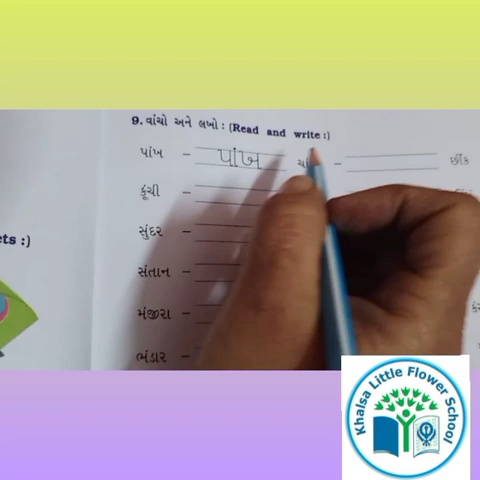 9. વાંચો અને લખો : (Read and write :)
પાંખ – પાંખ – છીંક
કૂંચી –
સુંદર –
ets :)
સંતાન –
મંજીરા –
ભંડાર –
Khalsa Little Flower School